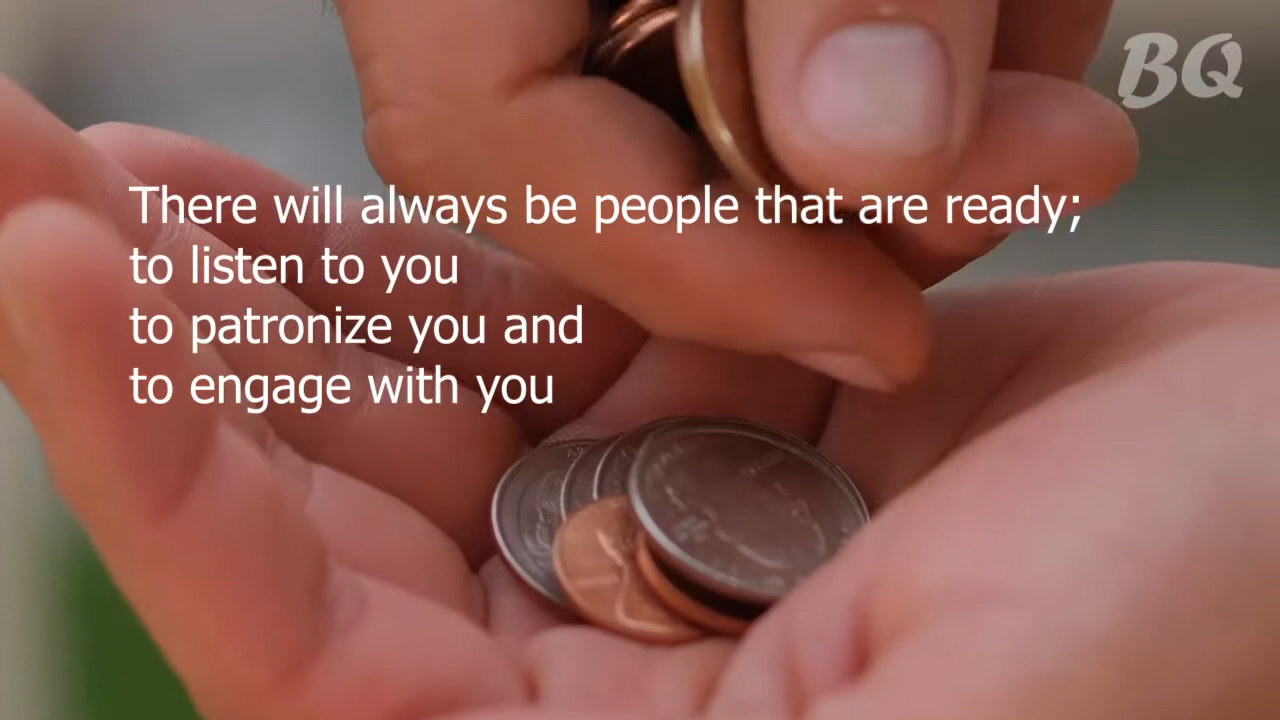 BQ
There will always be people that are ready;
to listen to you
to patronize you and
to engage with you